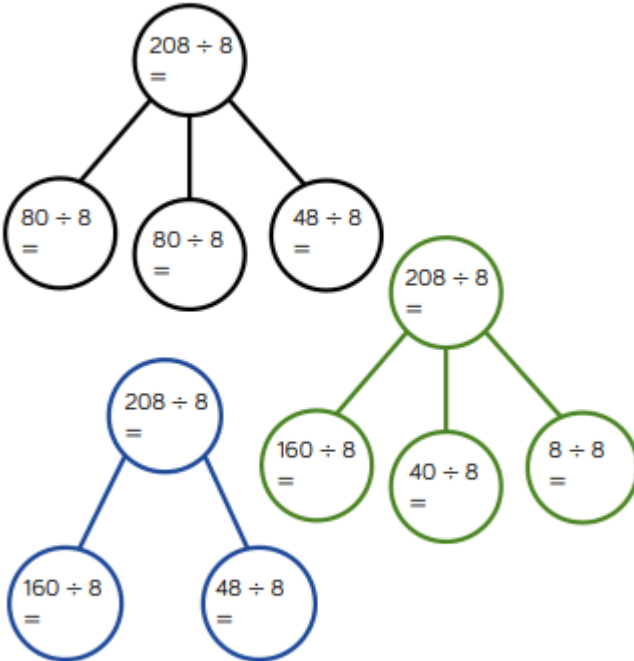 208 ÷ 8
=
80 ÷ 8
=
80 ÷ 8
=
48 ÷ 8
=
208 ÷ 8
=
160 ÷ 8
=
40 ÷ 8
=
8 ÷ 8
=
208 ÷ 8
=
160 ÷ 8
=
48 ÷ 8
=